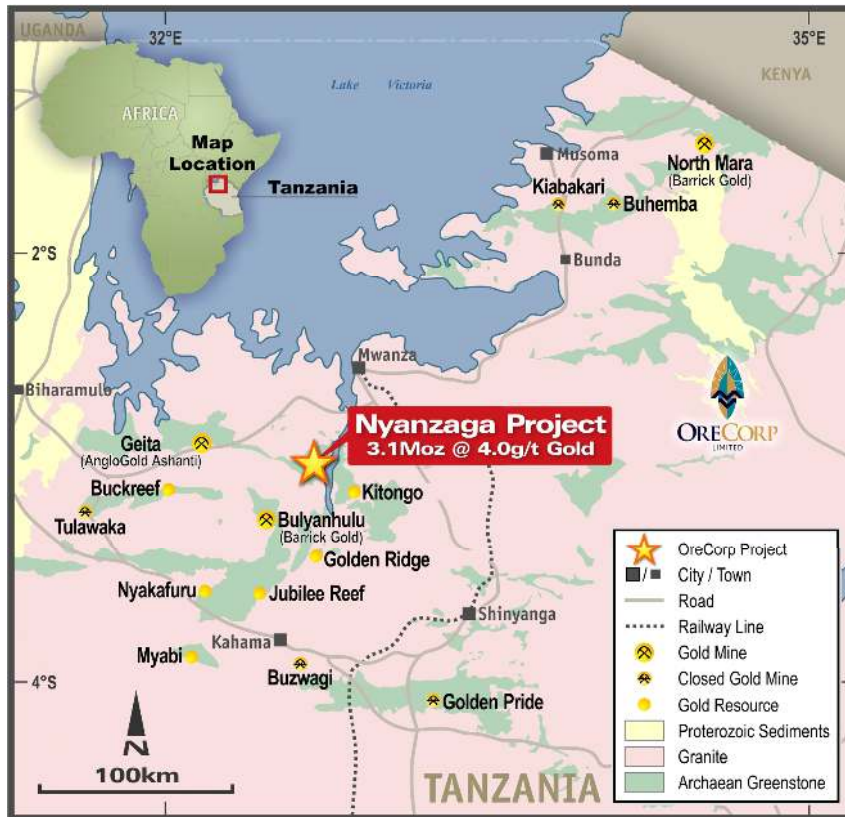 UGANDA
32°E
35°E
KENYA
AFRICA
Lake Victoria
Map
Location
Tanzania
Musoma
North Mara
(Barrick Gold)
Kiabakari
Buhemba
2°S
2°S
Bunda
Mwanza
Biharamulo
ORECORP
LIMITED
Nyanzaga Project
3.1Moz @ 4.0g/t Gold
Geita
(AngloGold Ashanti)
Buckreef
Kitongo
Tulawaka
Bulyanhulu
(Barrick Gold)
Golden Ridge
Nyakafuru
Jubilee Reef
Shinyanga
Kahama
Myabi
Buzwagi
4°S
4°S
Golden Pride
N
100km
TANZANIA
OreCorp Project
City / Town
Road
Railway Line
Gold Mine
Closed Gold Mine
Gold Resource
Proterozoic Sediments
Granite
Archaean Greenstone